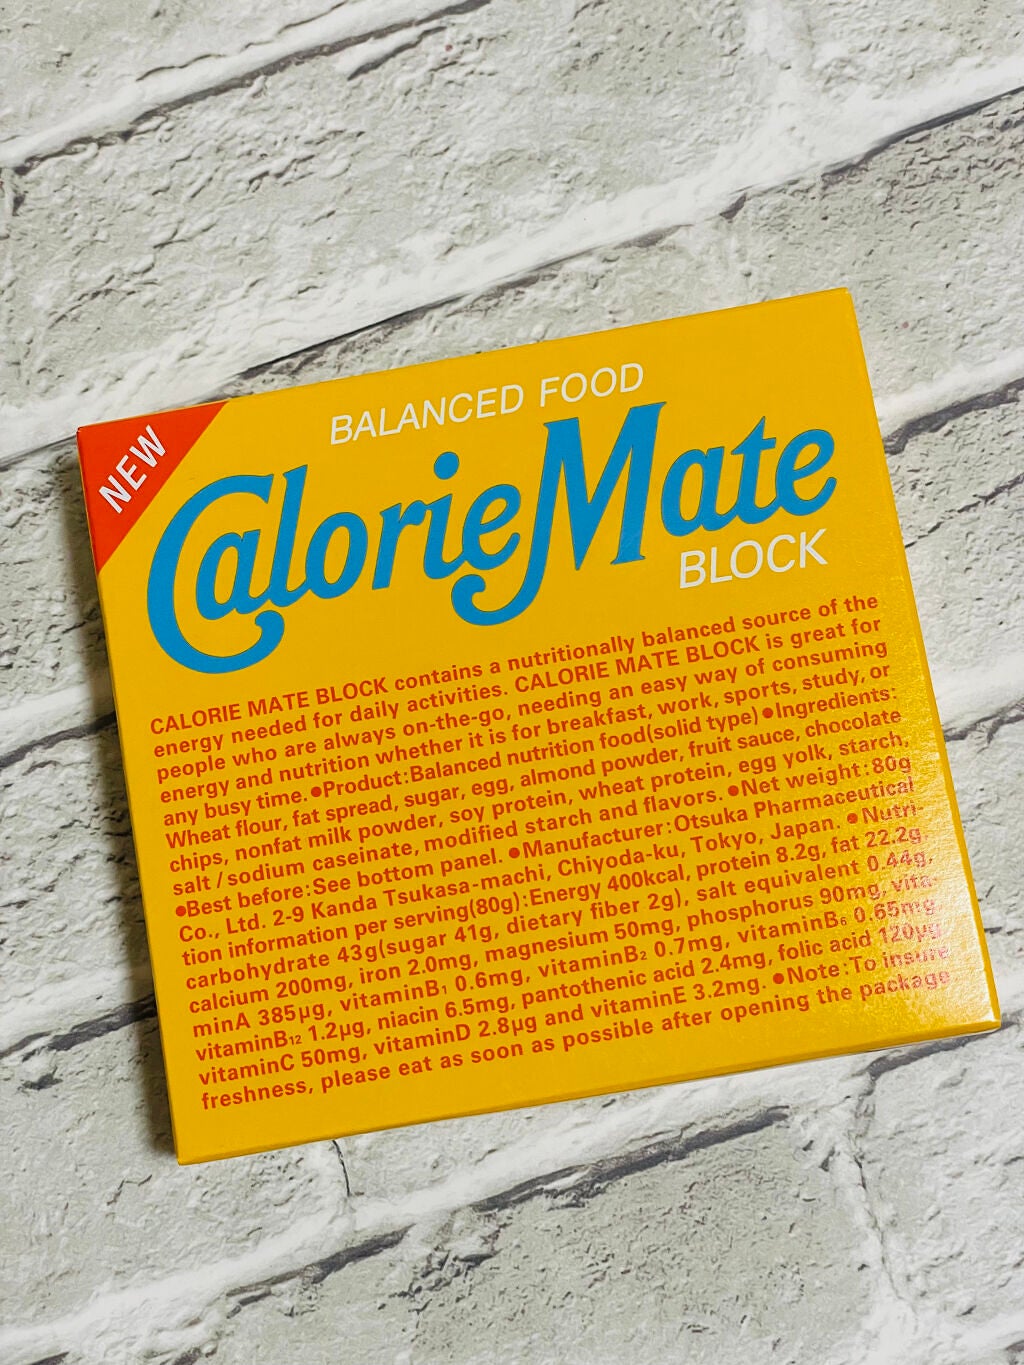 NEW
BALANCED FOOD
CalorieMate
BLOCK
CALORIE MATE BLOCK contains a nutritionally balanced source of the
energy needed for daily activities. CALORIE MATE BLOCK is great for
people who are always on-the-go, needing an easy way of consuming
energy and nutrition whether it is for breakfast, work, sports, study, or
any busy time. ●Product:Balanced nutrition food(solid type)●Ingredients:
Wheat flour, fat spread, sugar, egg, almond powder, fruit sauce, chocolate
chips, nonfat milk powder, soy protein, wheat protein, egg yolk, starch,
salt/sodium caseinate, modified starch and flavors. ●Net weight:80g
●Best before:See bottom panel. ●Manufacturer:Otsuka Pharmaceutical
Co., Ltd. 2-9 Kanda Tsukasa-machi, Chiyoda-ku, Tokyo, Japan. ●Nutri-
tion information per serving(80g):Energy 400kcal, protein 8.2g, fat 22.2g,
carbohydrate 43g(sugar 41g, dietary fiber 2g), salt equivalent 0.44g,
calcium 200mg, iron 2.0mg, magnesium 50mg, phosphorus 90mg, vita-
minA 385μg, vitaminB₁ 0.6mg, vitaminB₂ 0.7mg, vitaminB₆ 0.65mg,
vitaminB₁₂ 1.2μg, niacin 6.5mg, pantothenic acid 2.4mg, folic acid 120μg,
vitaminC 50mg, vitaminD 2.8μg and vitaminE 3.2mg. ●Note:To insure
freshness, please eat as soon as possible after opening the package